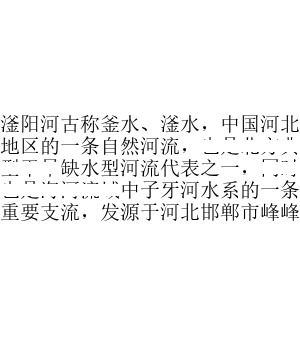 滏阳河古称釜水、滏水，中国河北
地区的一条自然河流，
缺水型河流代表之一，
中子牙河水系的一条
重要支流，发源于河北邯郸市峰峰